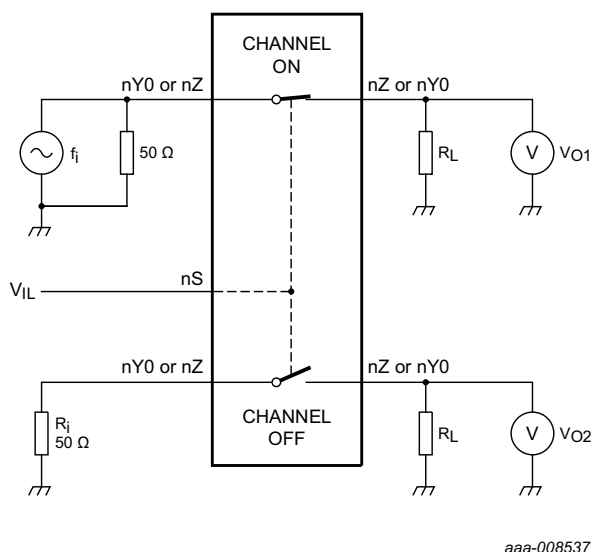 CHANNEL
ON
nY0 or nZ
nZ or nY0
fi
50 Ω
RL
V
VO1
nS
VIL
nY0 or nZ
nZ or nY0
Ri
50 Ω
CHANNEL
OFF
RL
V
VO2
aaa-008537